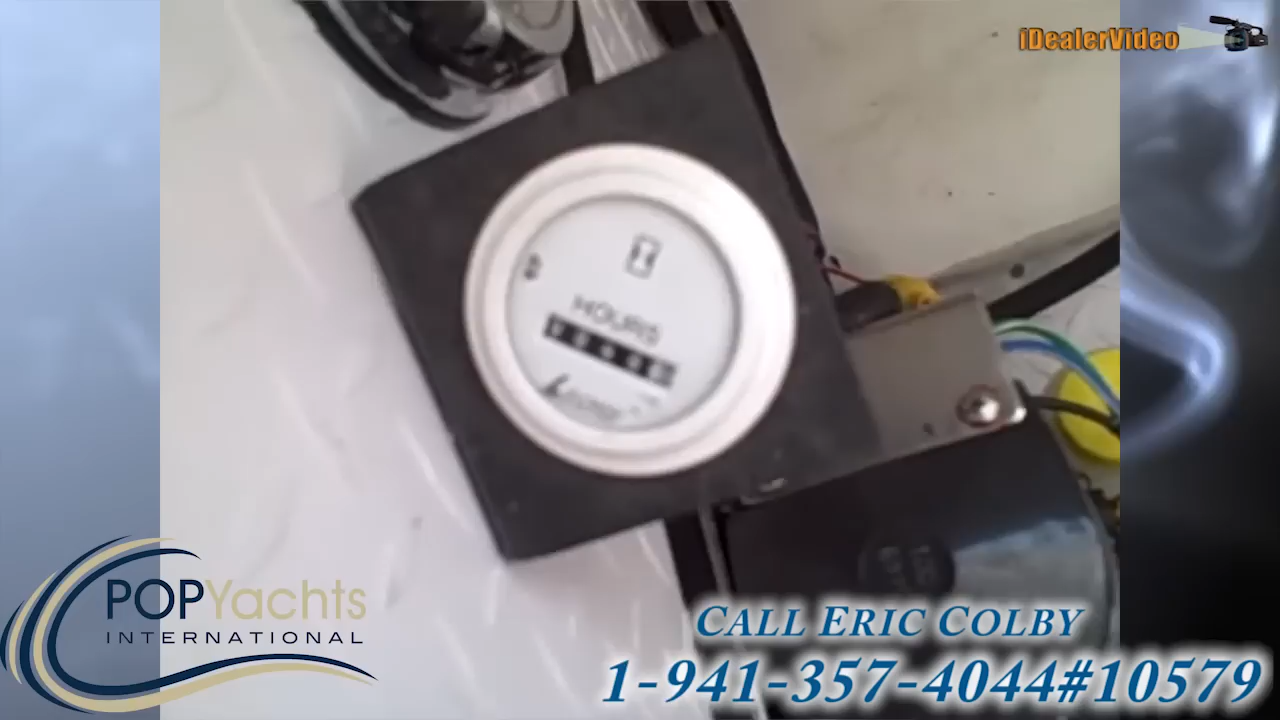 iDealerVideo
HOURS
POPYachts
INTERNATIONAL
CALL ERIC COLBY
1-941-357-4044#10579